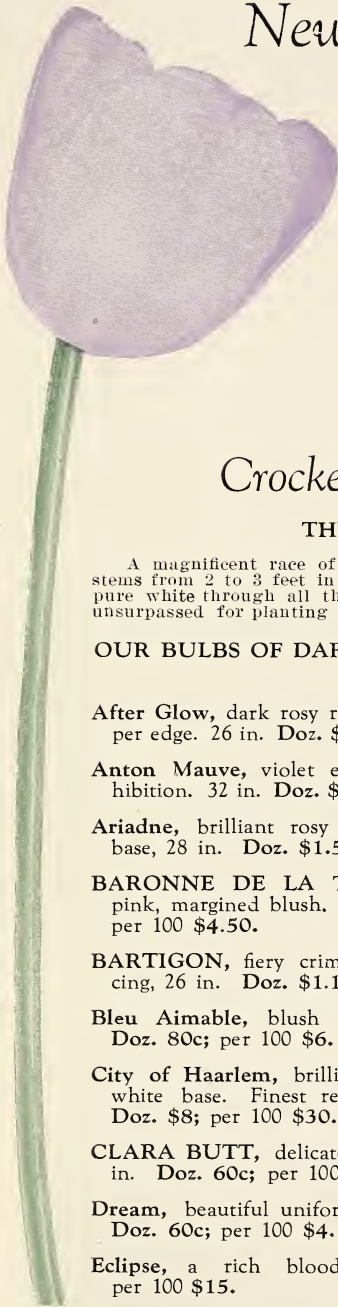 New
Crocke
TH
A magnificent race of
stems from 2 to 3 feet in
pure white through all th
unsurpassed for planting
OUR BULBS OF DAR
After Glow, dark rosy r
per edge. 26 in. Doz. $
Anton Mauve, violet e
hibition. 32 in. Doz. $
Ariadne, brilliant rosy
base, 28 in. Doz. $1.5
BARONNE DE LA T
pink, margined blush.
per 100 $4.50.
BARTIGON, fiery crim
cing, 26 in. Doz. $1.1
Bleu Aimable, blush
Doz. 80c; per 100 $6.
City of Haarlem, brilli
white base. Finest re
Doz. $8; per 100 $30.
CLARA BUTT, delicat
in. Doz. 60c; per 100
Dream, beautiful unifor
Doz. 60c; per 100 $4.
Eclipse, a rich blood
per 100 $15.